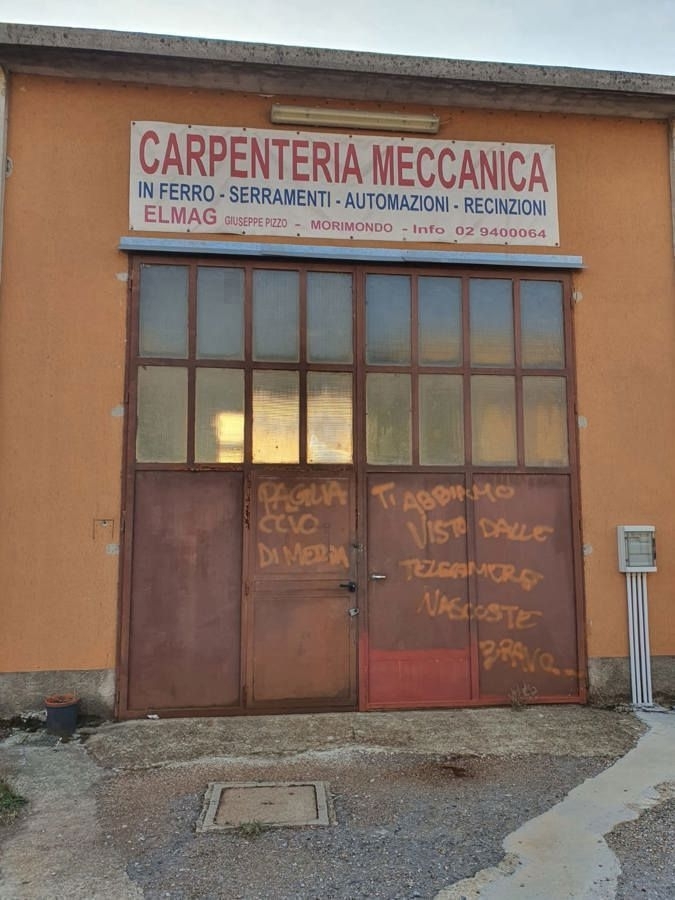 CARPENTERIA MECCANICA
IN FERRO - SERRAMENTI - AUTOMAZIONI - RECINZIONI
ELMAG GIUSEPPE PIZZO - MORIMONDO - Info 02 9400064
PAGLIA
CCIO
DI MERDA
TI ABBIAMO
VISTO DALLE
TELECAMERE
NASCOSTE
BRAVO...